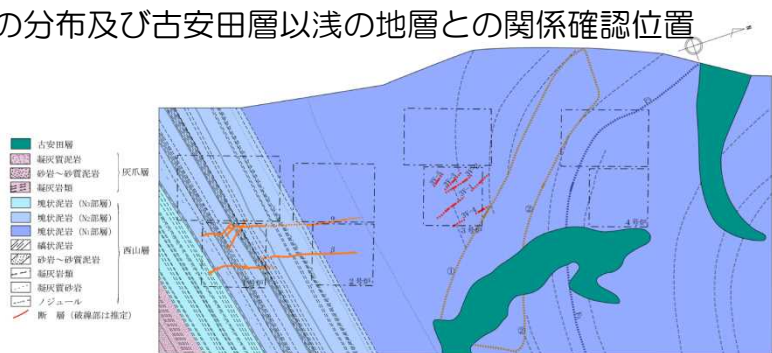 の分布及び古安田層以浅の地層との関係確認位置
古安田層
凝灰質泥岩
砂岩～砂質泥岩
凝灰岩類
灰爪層
塊状泥岩（N₃部層）
塊状泥岩（N₂部層）
塊状泥岩（N₁部層）
縞状泥岩
砂岩～砂質泥岩
凝灰岩類
凝灰質砂岩
ノジュール
西山層
断　層（破線部は推定）
α
β
2号炉
4号炉
①
②
②